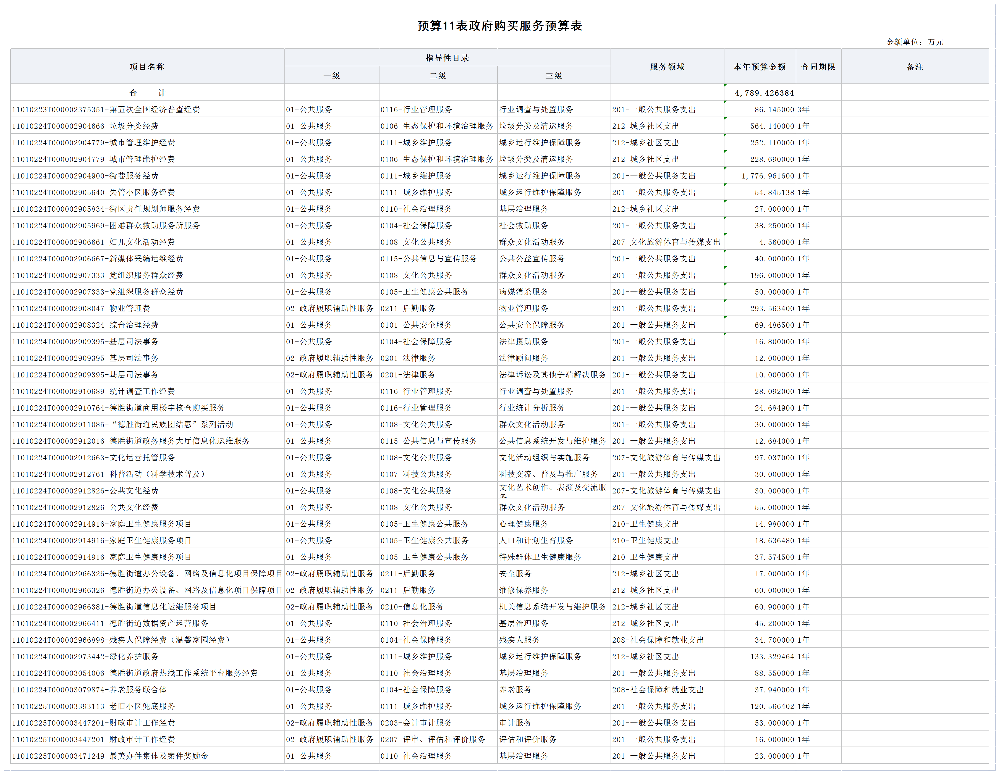 预算11表政府购买服务预算表
金额单位：万元
项目名称 指导性目录 服务领域 本年预算金额 合同期限 备注
一级 二级 三级
合 计 4,789.426384
11010223T000002375351-第五次全国经济普查经费 01-公共服务 0116-行业管理服务 行业调查与处置服务 201-一般公共服务支出 86.145000 3年
11010224T000002904666-垃圾分类经费 01-公共服务 0106-生态保护和环境治理服务 垃圾分类及清运服务 212-城乡社区支出 564.140000 1年
11010224T000002904779-城市管理维护经费 01-公共服务 0111-城乡维护服务 城乡运行维护保障服务 212-城乡社区支出 252.110000 1年
11010224T000002904779-城市管理维护经费 01-公共服务 0106-生态保护和环境治理服务 垃圾分类及清运服务 212-城乡社区支出 228.690000 1年
11010224T000002904900-街巷服务经费 01-公共服务 0111-城乡维护服务 城乡运行维护保障服务 201-一般公共服务支出 1,776.961600 1年
11010224T000002905640-失管小区服务经费 01-公共服务 0111-城乡维护服务 城乡运行维护保障服务 201-一般公共服务支出 54.845138 1年
11010224T000002905834-街区责任规划师服务经费 01-公共服务 0110-社会治理服务 基层治理服务 212-城乡社区支出 27.000000 1年
11010224T000002905969-困难群众救助服务所服务 01-公共服务 0104-社会保障服务 社会救助服务 201-一般公共服务支出 38.250000 1年
11010224T000002906661-妇儿文化活动经费 01-公共服务 0108-文化公共服务 群众文化活动服务 207-文化旅游体育与传媒支出 4.560000 1年
11010224T000002906667-新媒体采编运维经费 01-公共服务 0115-公共信息与宣传服务 公共公益宣传服务 201-一般公共服务支出 40.000000 1年
11010224T000002907333-党组织服务群众经费 01-公共服务 0108-文化公共服务 群众文化活动服务 201-一般公共服务支出 196.000000 1年
11010224T000002907333-党组织服务群众经费 01-公共服务 0105-卫生健康公共服务 病媒消杀服务 201-一般公共服务支出 50.000000 1年
11010224T000002908047-物业管理费 02-政府履职辅助性服务 0211-后勤服务 物业管理服务 201-一般公共服务支出 293.563400 1年
11010224T000002908324-综合治理经费 01-公共服务 0101-公共安全服务 公共安全保障服务 201-一般公共服务支出 69.486500 1年
11010224T000002909395-基层司法事务 01-公共服务 0104-社会保障服务 法律援助服务 201-一般公共服务支出 16.800000 1年
11010224T000002909395-基层司法事务 02-政府履职辅助性服务 0201-法律服务 法律顾问服务 201-一般公共服务支出 12.000000 1年
11010224T000002909395-基层司法事务 02-政府履职辅助性服务 0201-法律服务 法律诉讼及其他争端解决服务 201-一般公共服务支出 10.000000 1年
11010224T000002910689-统计调查工作经费 01-公共服务 0116-行业管理服务 行业调查与处置服务 201-一般公共服务支出 28.092000 1年
11010224T000002910764-德胜街道商用楼宇核查购买服务 01-公共服务 0116-行业管理服务 行业统计分析服务 201-一般公共服务支出 24.684900 1年
11010224T000002911085-“德胜街道民族团结惠”系列活动 01-公共服务 0108-文化公共服务 群众文化活动服务 201-一般公共服务支出 30.000000 1年
11010224T000002912016-德胜街道政务服务大厅信息化运维服务 01-公共服务 0115-公共信息与宣传服务 公共信息系统开发与维护服务 201-一般公共服务支出 12.684000 1年
11010224T000002912663-文化运营托管服务 01-公共服务 0108-文化公共服务 文化活动组织与实施服务 207-文化旅游体育与传媒支出 97.037000 1年
11010224T000002912761-科普活动（科学技术普及） 01-公共服务 0107-科技公共服务 科技交流、普及与推广服务 201-一般公共服务支出 30.000000 1年
11010224T000002912826-公共文化经费 01-公共服务 0108-文化公共服务 文化艺术创作、表演及交流服务 207-文化旅游体育与传媒支出 30.000000 1年
11010224T000002912826-公共文化经费 01-公共服务 0108-文化公共服务 群众文化活动服务 207-文化旅游体育与传媒支出 55.000000 1年
11010224T000002914916-家庭卫生健康服务项目 01-公共服务 0105-卫生健康公共服务 心理健康服务 210-卫生健康支出 14.980000 1年
11010224T000002914916-家庭卫生健康服务项目 01-公共服务 0105-卫生健康公共服务 人口和计划生育服务 210-卫生健康支出 18.636480 1年
11010224T000002914916-家庭卫生健康服务项目 01-公共服务 0105-卫生健康公共服务 特殊群体卫生健康服务 210-卫生健康支出 37.574500 1年
11010224T000002966326-德胜街道办公设备、网络及信息化项目保障项目 02-政府履职辅助性服务 0211-后勤服务 安全服务 212-城乡社区支出 17.000000 1年
11010224T000002966326-德胜街道办公设备、网络及信息化项目保障项目 02-政府履职辅助性服务 0211-后勤服务 维修保养服务 212-城乡社区支出 60.000000 1年
11010224T000002966381-德胜街道信息化运维服务项目 02-政府履职辅助性服务 0210-信息化服务 机关信息系统开发与维护服务 212-城乡社区支出 60.900000 1年
11010224T000002966411-德胜街道数据资产运营服务 01-公共服务 0110-社会治理服务 基层治理服务 212-城乡社区支出 45.200000 1年
11010224T000002966898-残疾人保障经费（温馨家园经费） 01-公共服务 0104-社会保障服务 残疾人服务 208-社会保障和就业支出 34.700000 1年
11010224T000002973442-绿化养护服务 01-公共服务 0111-城乡维护服务 城乡运行维护保障服务 212-城乡社区支出 133.329464 1年
11010224T000003054006-德胜街道政府热线工作系统平台服务经费 01-公共服务 0110-社会治理服务 基层治理服务 201-一般公共服务支出 88.550000 1年
11010224T000003079874-养老服务联合体 01-公共服务 0104-社会保障服务 养老服务 208-社会保障和就业支出 37.940000 1年
11010225T000003393113-老旧小区兜底服务 01-公共服务 0111-城乡维护服务 城乡运行维护保障服务 201-一般公共服务支出 120.566402 1年
11010225T000003447201-财政审计工作经费 02-政府履职辅助性服务 0203-会计审计服务 审计服务 201-一般公共服务支出 53.000000 1年
11010225T000003447201-财政审计工作经费 02-政府履职辅助性服务 0207-评审、评估和评价服务 评估和评价服务 201-一般公共服务支出 16.000000 1年
11010225T000003471249-最美办件集体及案件奖励金 01-公共服务 0110-社会治理服务 基层治理服务 201-一般公共服务支出 23.000000 1年